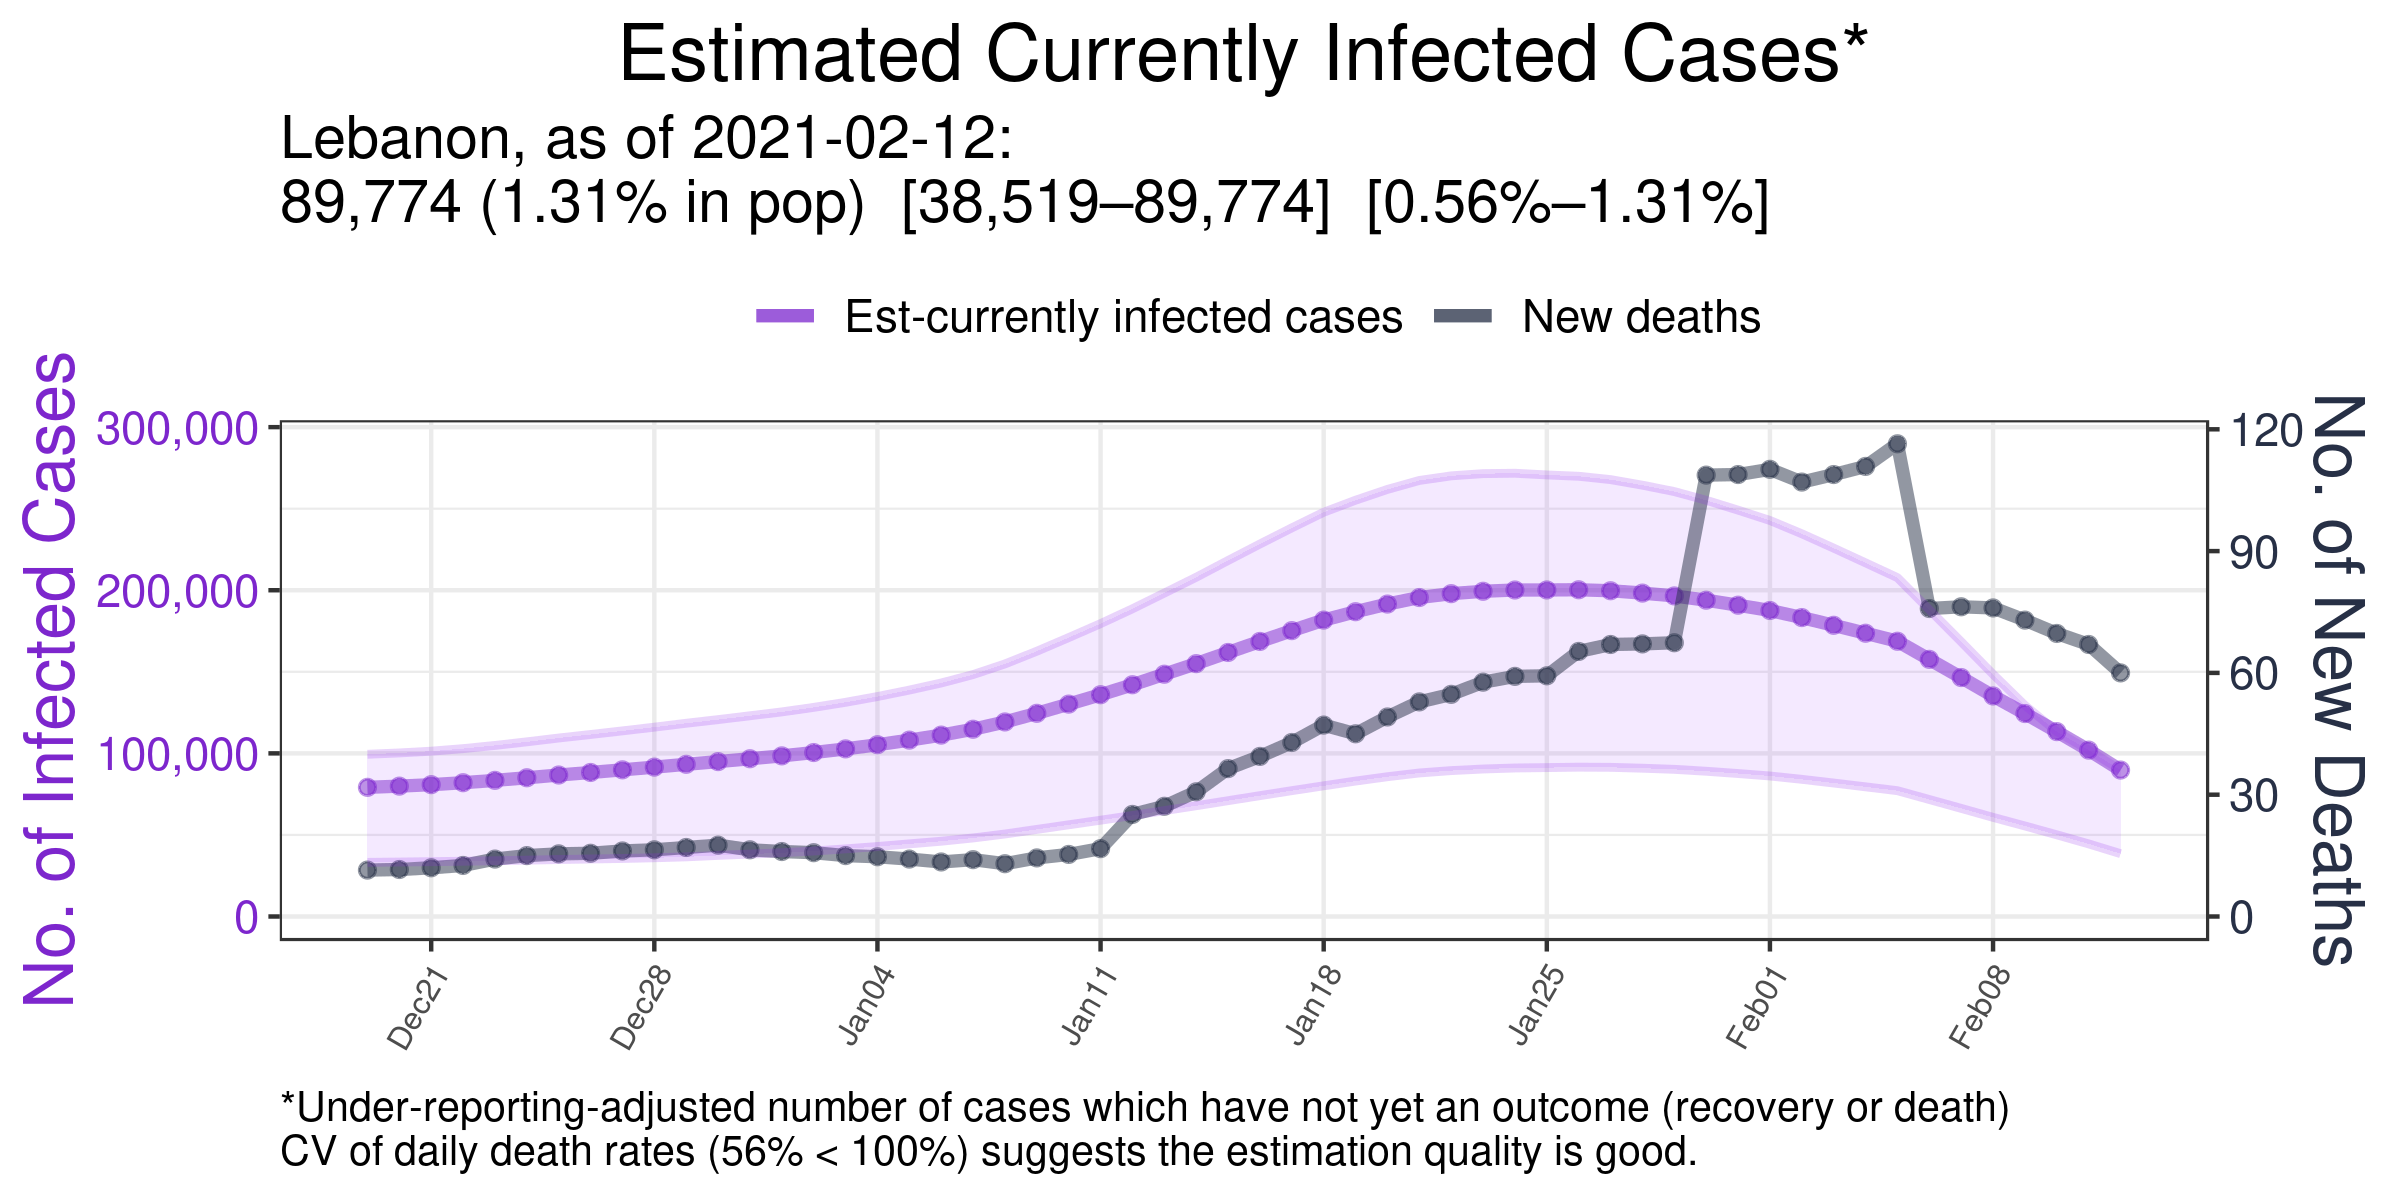 Estimated Currently Infected Cases*
Lebanon, as of 2021-02-12:
89,774 (1.31% in pop)  [38,519–89,774]  [0.56%–1.31%]
Est-currently infected cases
New deaths
No. of Infected Cases
300,000
200,000
100,000
0
120
90
60
30
0
No. of New Deaths
Dec21
Dec28
Jan04
Jan11
Jan18
Jan25
Feb01
Feb08
*Under-reporting-adjusted number of cases which have not yet an outcome (recovery or death)
CV of daily death rates (56% < 100%) suggests the estimation quality is good.